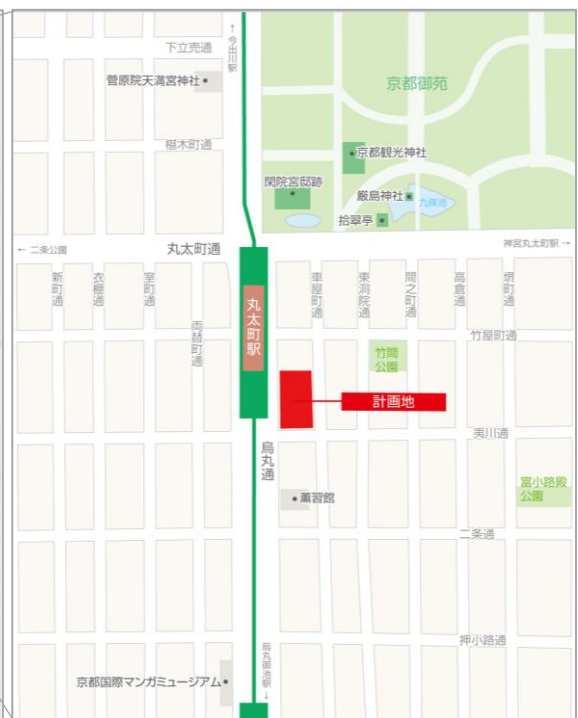 ← 今出川駅
下立売通
菅原院天満宮神社
京都御苑
椹木町通
京都観光神社
閑院宮邸跡
厳島神社
九條池
拾翠亭
← 二条公園
丸太町通
神宮丸太町駅 →
新町通
衣棚通
室町通
両替町通
丸太町駅
車屋町通
東洞院通
間之町通
高倉通
堺町通
竹屋町通
竹間
公園
計画地
夷川通
烏丸通
薫習館
富小路殿
公園
二条通
押小路通
烏丸御池駅 →
京都国際マンガミュージアム